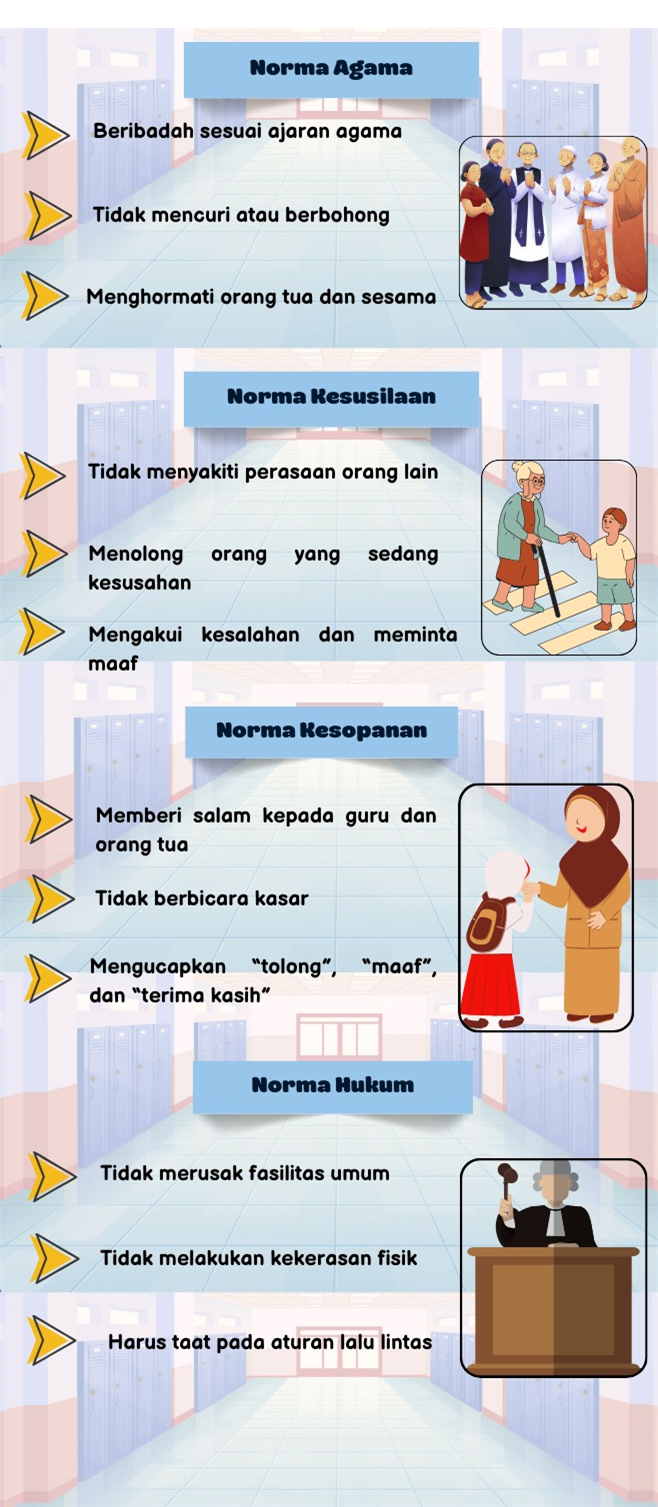 Norma Agama
Beribadah sesuai ajaran agama
Tidak mencuri atau berbohong
Menghormati orang tua dan sesama
Norma Kesusilaan
Tidak menyakiti perasaan orang lain
Menolong orang yang sedang
kesusahan
Mengakui kesalahan dan meminta
maaf
Norma Kesopanan
Memberi salam kepada guru dan
orang tua
Tidak berbicara kasar
Mengucapkan “tolong”, “maaf”,
dan “terima kasih”
Norma Hukum
Tidak merusak fasilitas umum
Tidak melakukan kekerasan fisik
Harus taat pada aturan lalu lintas